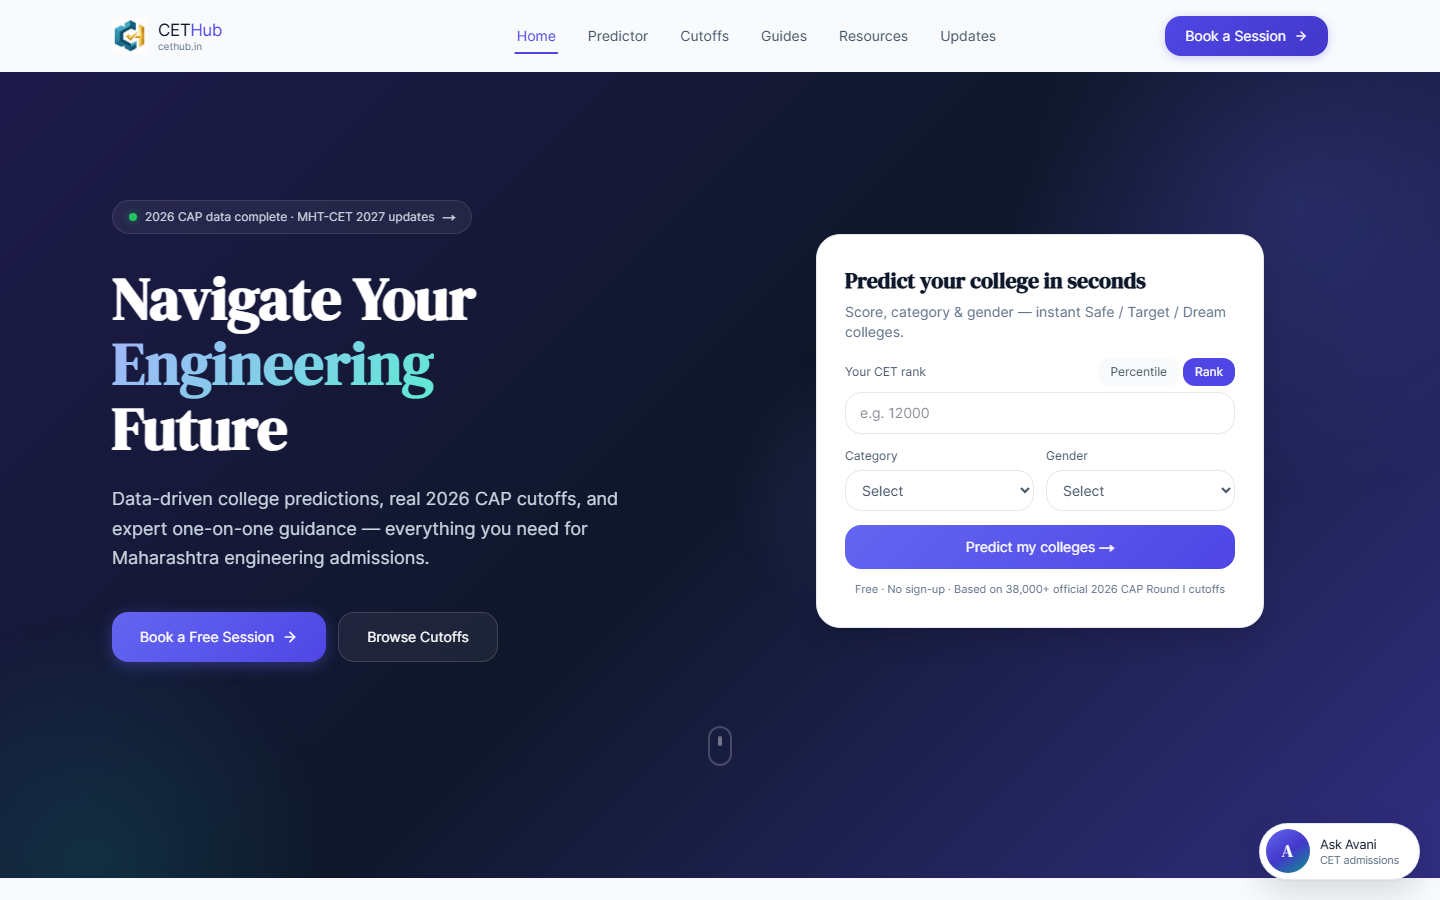 CETHub
cethub.in
Home
Predictor
Cutoffs
Guides
Resources
Updates
Book a Session →
2026 CAP data complete · MHT-CET 2027 updates →
Navigate Your
Engineering
Future
Data-driven college predictions, real 2026 CAP cutoffs, and
expert one-on-one guidance — everything you need for
Maharashtra engineering admissions.
Book a Free Session →
Browse Cutoffs
Predict your college in seconds
Score, category & gender — instant Safe / Target / Dream
colleges.
Your CET rank
Percentile
Rank
e.g. 12000
Category
Gender
Select
Select
Predict my colleges →
Free · No sign-up · Based on 38,000+ official 2026 CAP Round I cutoffs
A
Ask Avani
CET admissions